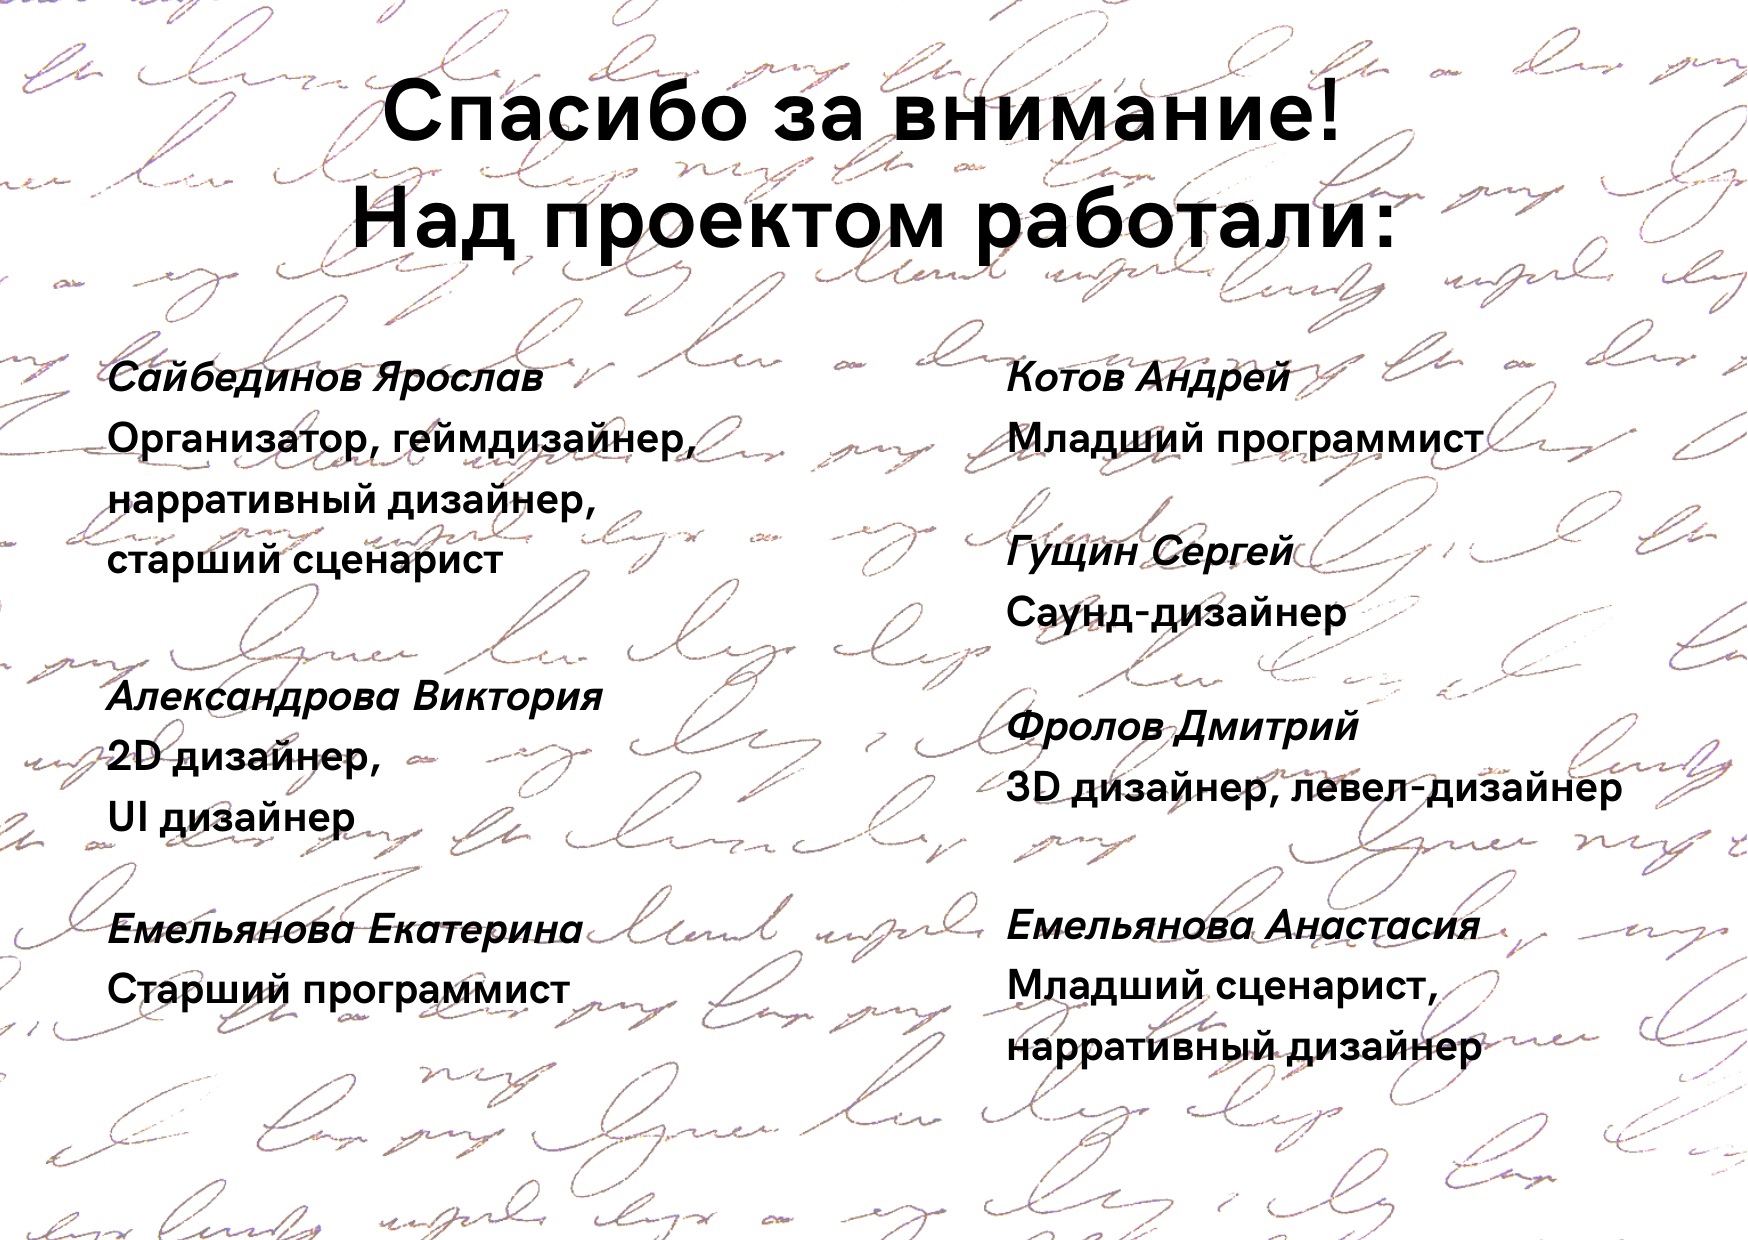 Спасибо за внимание!
Над проектом работали:
Сайбединов Ярослав
Организатор, геймдизайнер,
нарративный дизайнер,
старший сценарист
Александрова Виктория
2D дизайнер,
UI дизайнер
Емельянова Екатерина
Старший программист
Котов Андрей
Младший программист
Гущин Сергей
Саунд-дизайнер
Фролов Дмитрий
3D дизайнер, левел-дизайнер
Емельянова Анастасия
Младший сценарист,
нарративный дизайнер